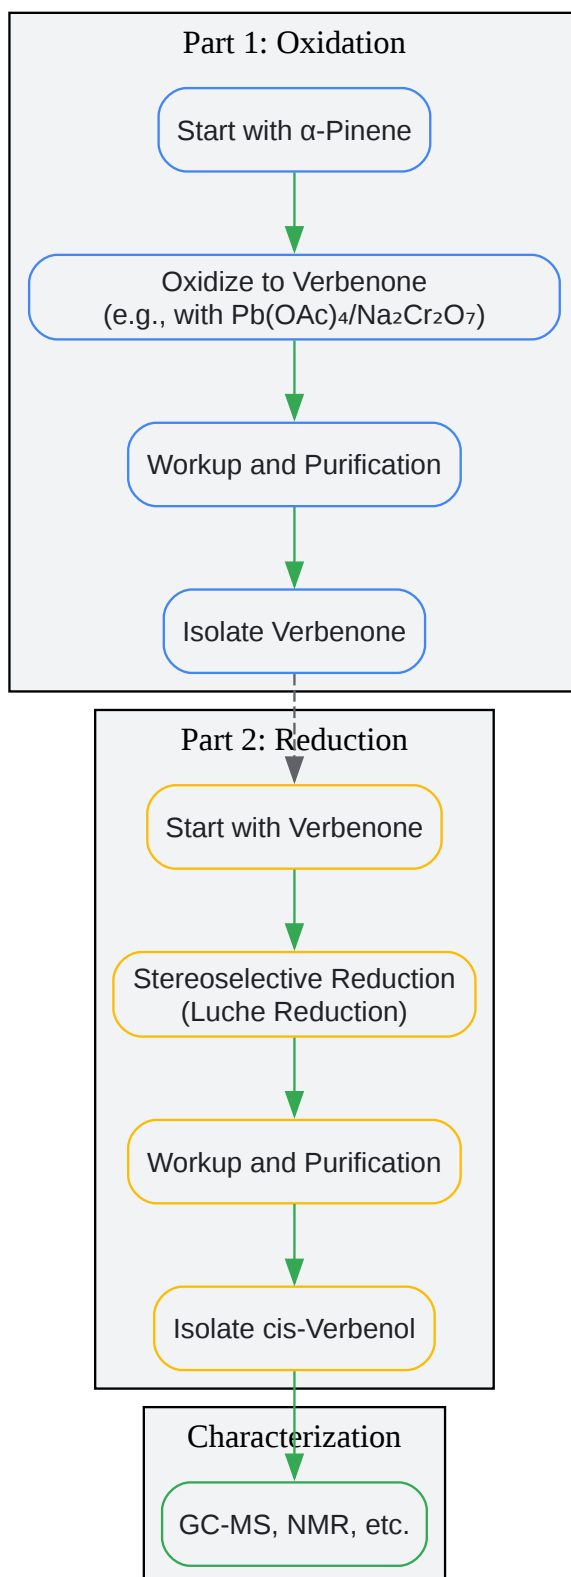 Part 1: Oxidation
Start with α-Pinene
Oxidize to Verbenone
(e.g., with Pb(OAc)₄/Na₂Cr₂O₇)
Workup and Purification
Isolate Verbenone
Part 2: Reduction
Start with Verbenone
Stereoselective Reduction
(Luche Reduction)
Workup and Purification
Isolate cis-Verbenol
Characterization
GC-MS, NMR, etc.